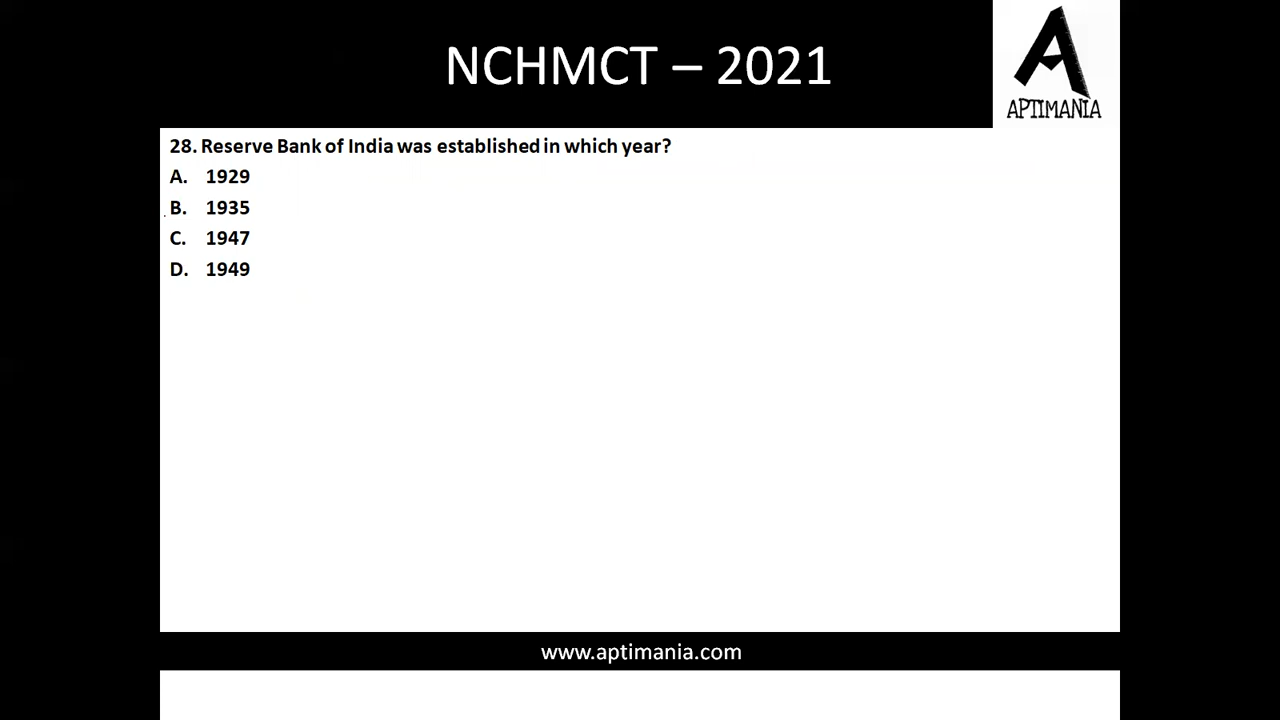 NCHMCT – 2021
APTIMANIA
28. Reserve Bank of India was established in which year?
A. 1929
B. 1935
C. 1947
D. 1949
www.aptimania.com